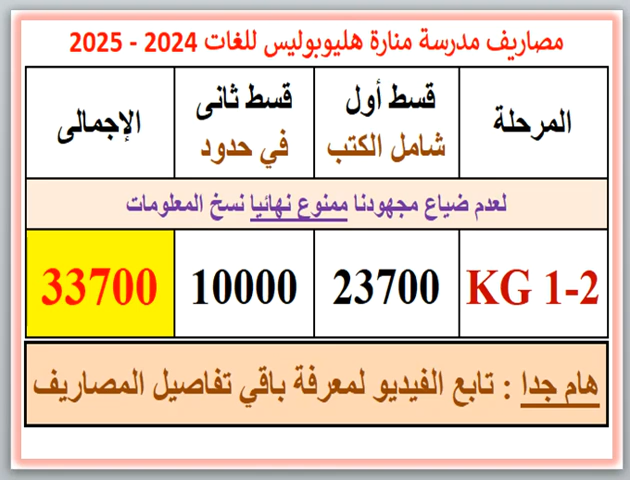 مصاريف مدرسة منارة هليوبوليس للغات 2024 - 2025
المرحلة
قسط أول
شامل الكتب
قسط ثانى
في حدود
الإجمالى
لعدم ضياع مجهودنا ممنوع نهائيا نسخ المعلومات
KG 1-2
23700
10000
33700
هام جدا : تابع الفيديو لمعرفة باقي تفاصيل المصاريف